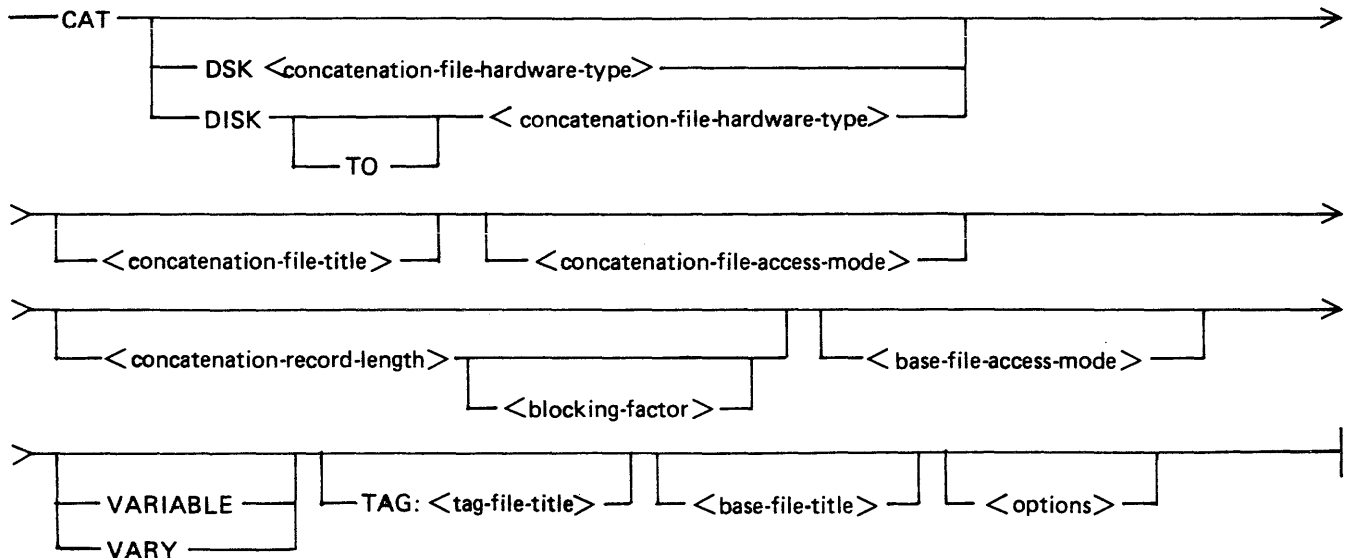 CAT
DSK <concatenation-file-hardware-type>
DISK <concatenation-file-hardware-type>
TO
<concatenation-file-title> <concatenation-file-access-mode>
<concatenation-record-length> <base-file-access-mode>
<blocking-factor>
VARIABLE TAG: <tag-file-title> <base-file-title> <options>
VARY